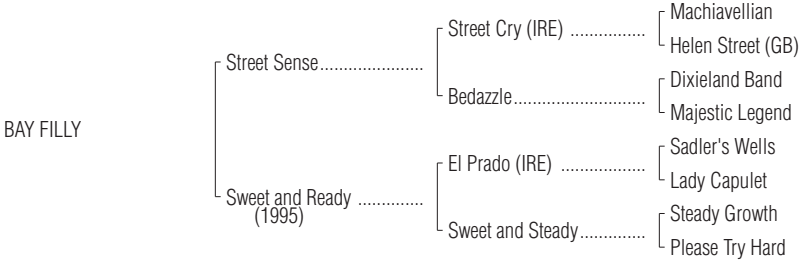 Machiavellian
Street Cry (IRE) ................
Helen Street (GB)
Street Sense......................
Dixieland Band
Bedazzle............................
Majestic Legend
BAY FILLY
Sadler's Wells
El Prado (IRE) ..................
Lady Capulet
Sweet and Ready ..............
(1995)
Steady Growth
Sweet and Steady..............
Please Try Hard